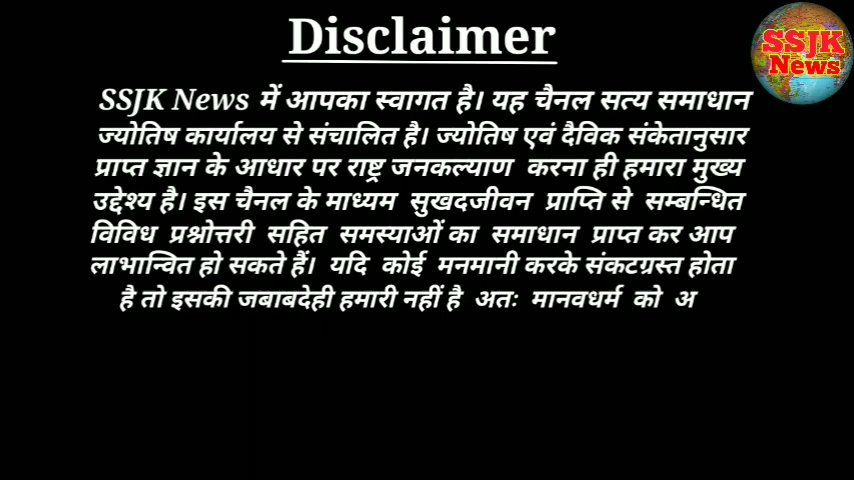 Disclaimer
SSJK
News
SSJK News में आपका स्वागत है। यह चैनल सत्य समाधान
ज्योतिष कार्यालय से संचालित है। ज्योतिष एवं दैविक संकेतानुसार
प्राप्त ज्ञान के आधार पर राष्ट्र जनकल्याण करना ही हमारा मुख्य
उद्देश्य है। इस चैनल के माध्यम सुखदजीवन प्राप्ति से सम्बन्धित
विविध प्रश्नोत्तरी सहित समस्याओं का समाधान प्राप्त कर आप
लाभान्वित हो सकते हैं। यदि कोई मनमानी करके संकटग्रस्त होता
है तो इसकी जबाबदेही हमारी नहीं है अतः मानवधर्म को अ